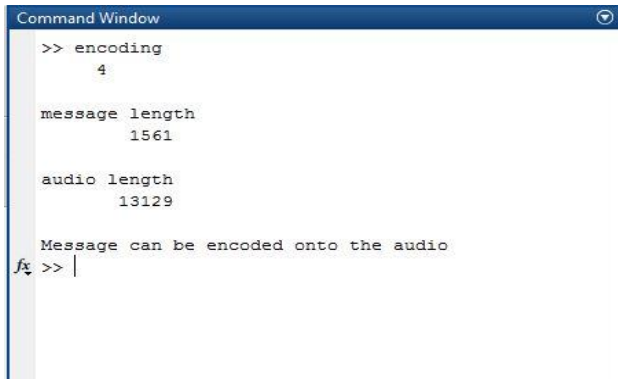 Command Window
>> encoding
4
message length
1561
audio length
13129
Message can be encoded onto the audio
fx >>